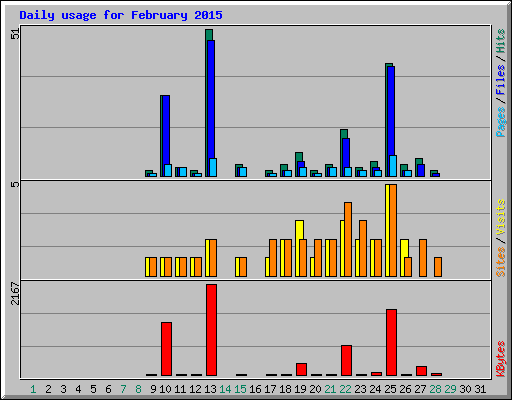 Daily usage for February 2015
51
5
2167
Pages / Files / Hits
Sites / Visits
KBytes
1 2 3 4 5 6 7 8 9 10 11 12 13 14 15 16 17 18 19 20 21 22 23 24 25 26 27 28 29 30 31